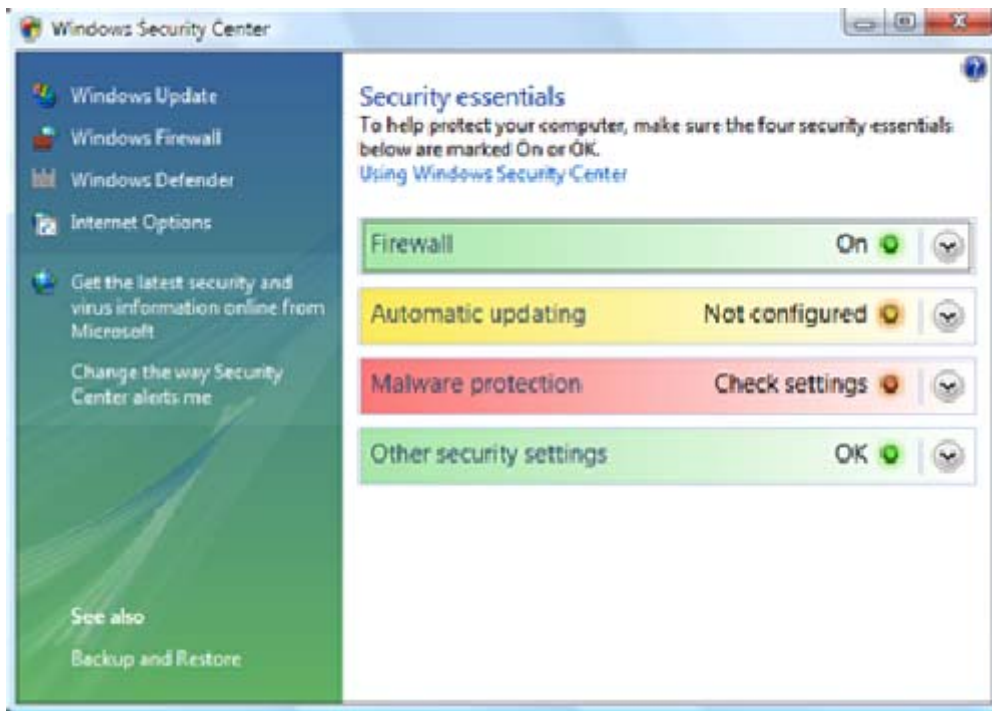 Windows Security Center
Windows Update
Windows Firewall
Windows Defender
Internet Options
Get the latest security and
virus information online from
Microsoft
Change the way Security
Center alerts me
See also
Backup and Restore
Security essentials
To help protect your computer, make sure the four security essentials
below are marked On or OK.
Using Windows Security Center
Firewall On
Automatic updating Not configured
Malware protection Check settings
Other security settings OK